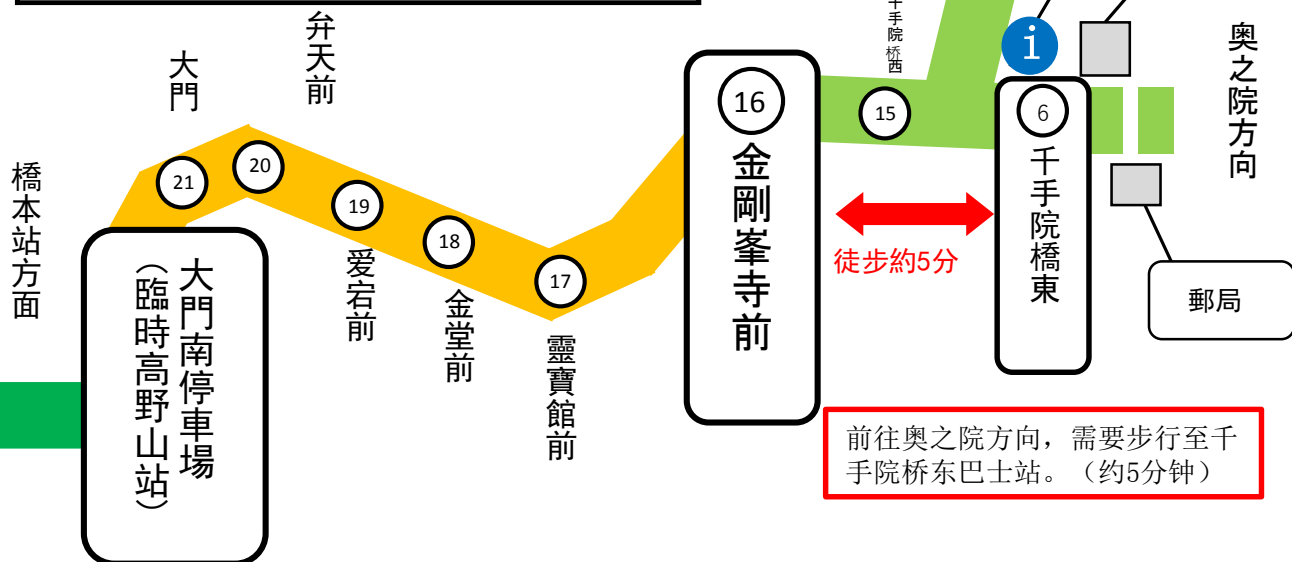 橋本站方面
大門南停車場
（臨時高野山站）
21
大門
20
弁天前
19
爱宕前
18
金堂前
17
靈寶館前
16
金剛峯寺前
15
千手院桥西
i
6
千手院橋東
徒步約5分
奥之院方向
郵局
前往奥之院方向，需要步行至千
手院桥东巴士站。（约5分钟）